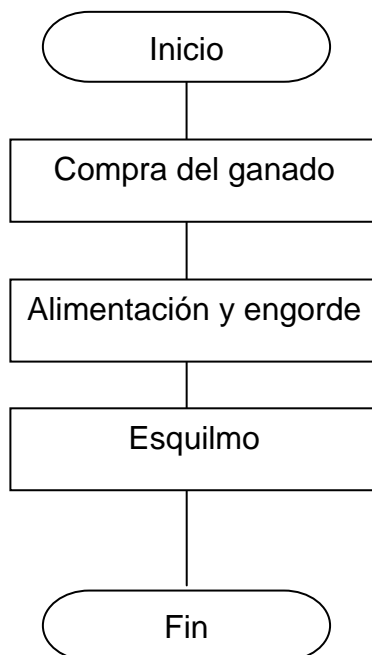 Inicio
Compra del ganado
Alimentación y engorde
Esquilmo
Fin